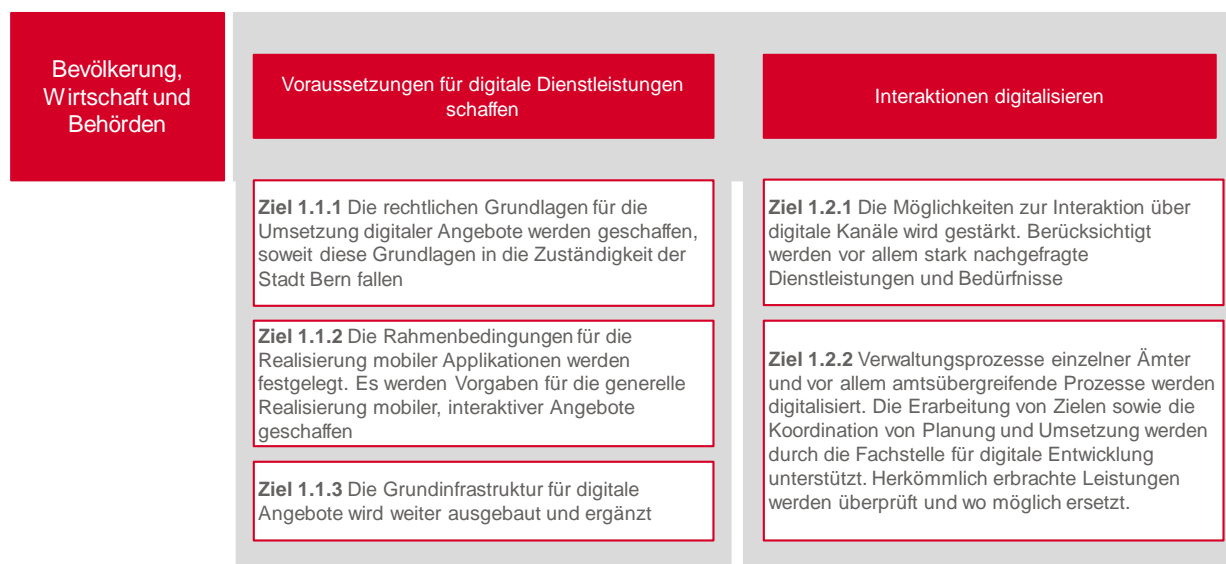 Bevölkerung,
Wirtschaft und
Behörden
Voraussetzungen für digitale Dienstleistungen
schaffen
Ziel 1.1.1 Die rechtlichen Grundlagen für die
Umsetzung digitaler Angebote werden geschaffen,
soweit diese Grundlagen in die Zuständigkeit der
Stadt Bern fallen
Ziel 1.1.2 Die Rahmenbedingungen für die
Realisierung mobiler Applikationen werden
festgelegt. Es werden Vorgaben für die generelle
Realisierung mobiler, interaktiver Angebote
geschaffen
Ziel 1.1.3 Die Grundinfrastruktur für digitale
Angebote wird weiter ausgebaut und ergänzt
Interaktionen digitalisieren
Ziel 1.2.1 Die Möglichkeiten zur Interaktion über
digitale Kanäle wird gestärkt. Berücksichtigt
werden vor allem stark nachgefragte
Dienstleistungen und Bedürfnisse
Ziel 1.2.2 Verwaltungsprozesse einzelner Ämter
und vor allem amtsübergreifende Prozesse werden
digitalisiert. Die Erarbeitung von Zielen sowie die
Koordination von Planung und Umsetzung werden
durch die Fachstelle für digitale Entwicklung
unterstützt. Herkömmlich erbrachte Leistungen
werden überprüft und wo möglich ersetzt.